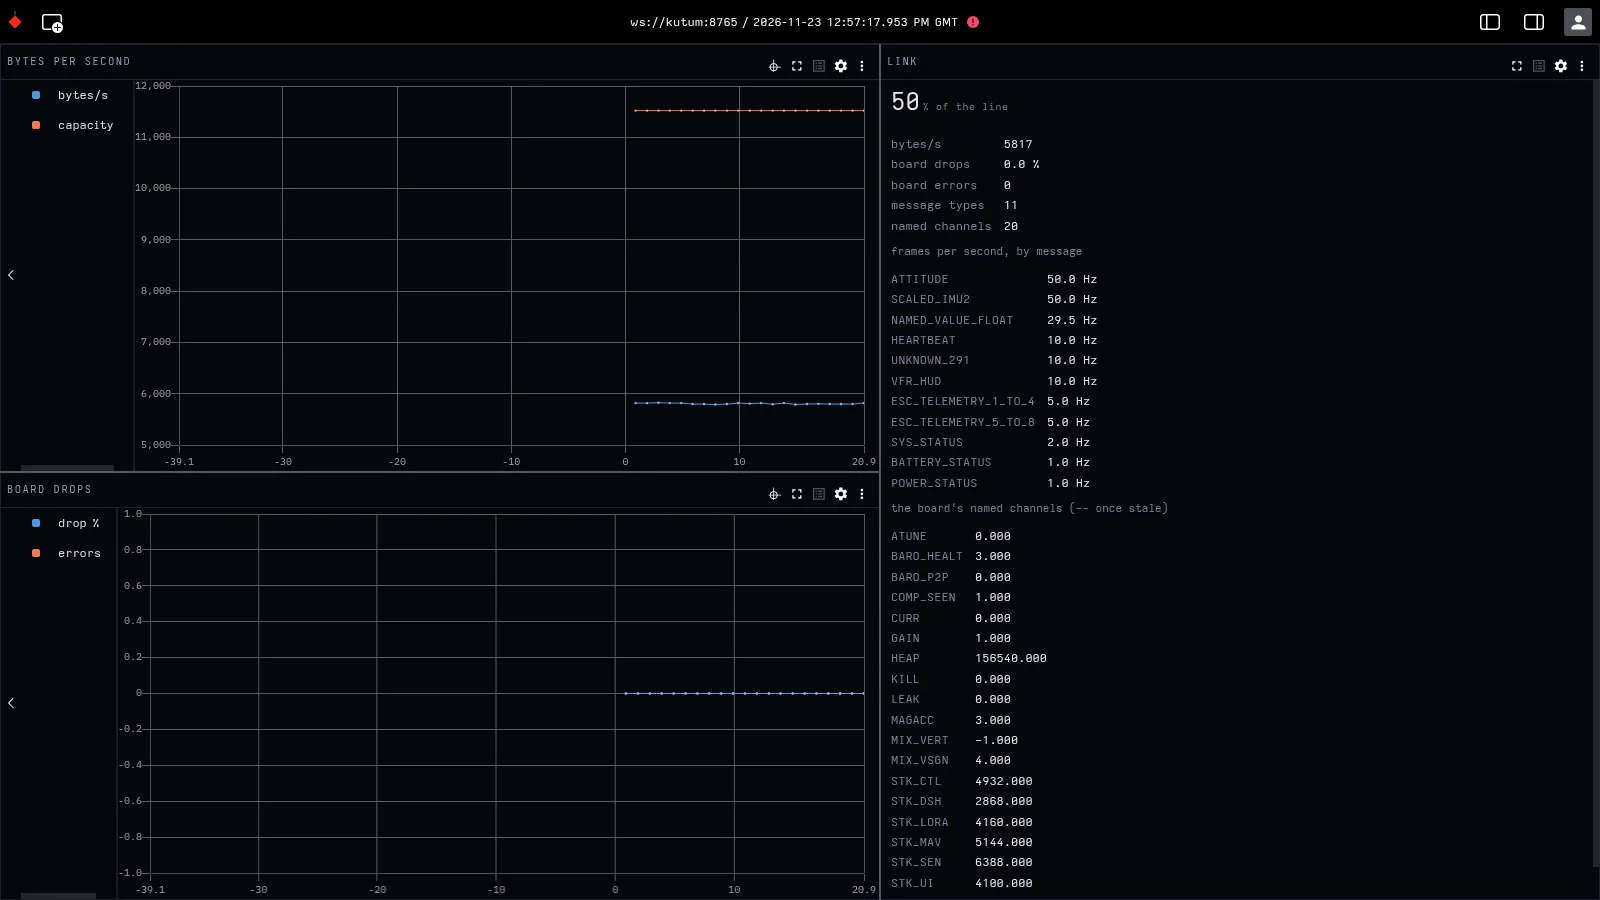 ws://kutum:8765 / 2026-11-23 12:57:17.953 PM GMT
BYTES PER SECOND
bytes/s
capacity
12,000
11,000
10,000
9,000
8,000
7,000
6,000
5,000
-39.1 -30 -20 -10 0 10 20.9
BOARD DROPS
drop %
errors
1.0
0.8
0.6
0.4
0.2
0
-0.2
-0.4
-0.6
-0.8
-1.0
-39.1 -30 -20 -10 0 10 20.9
LINK
50 % of the line
bytes/s 5817
board drops 0.0 %
board errors 0
message types 11
named channels 20
frames per second, by message
ATTITUDE 50.0 Hz
SCALED_IMU2 50.0 Hz
NAMED_VALUE_FLOAT 29.5 Hz
HEARTBEAT 10.0 Hz
UNKNOWN_291 10.0 Hz
VFR_HUD 10.0 Hz
ESC_TELEMETRY_1_TO_4 5.0 Hz
ESC_TELEMETRY_5_TO_8 5.0 Hz
SYS_STATUS 2.0 Hz
BATTERY_STATUS 1.0 Hz
POWER_STATUS 1.0 Hz
the board's named channels (-- once stale)
ATUNE 0.000
BARO_HEALT 3.000
BARO_P2P 0.000
COMP_SEEN 1.000
CURR 0.000
GAIN 1.000
HEAP 156540.000
KILL 0.000
LEAK 0.000
MAGACC 3.000
MIX_VERT -1.000
MIX_VSGN 4.000
STK_CTL 4932.000
STK_DSH 2868.000
STK_LORA 4160.000
STK_MAV 5144.000
STK_SEN 6388.000
STK_UI 4100.000